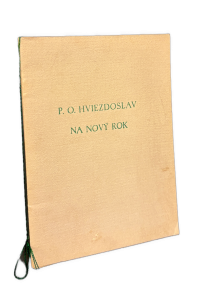 P. O. HVIEZDOSLAV
NA NOVÝ ROK